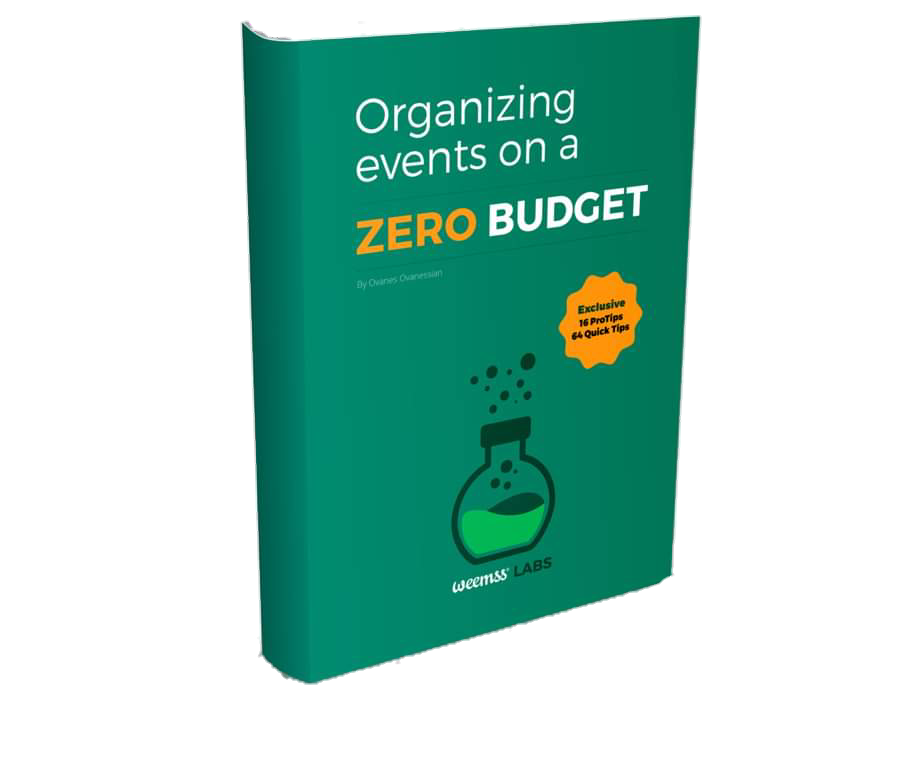 Organizing
events on a
ZERO BUDGET
By Ovanes Ovanessian
Exclusive
16 ProTips
64 Quick Tips
weemss® LABS